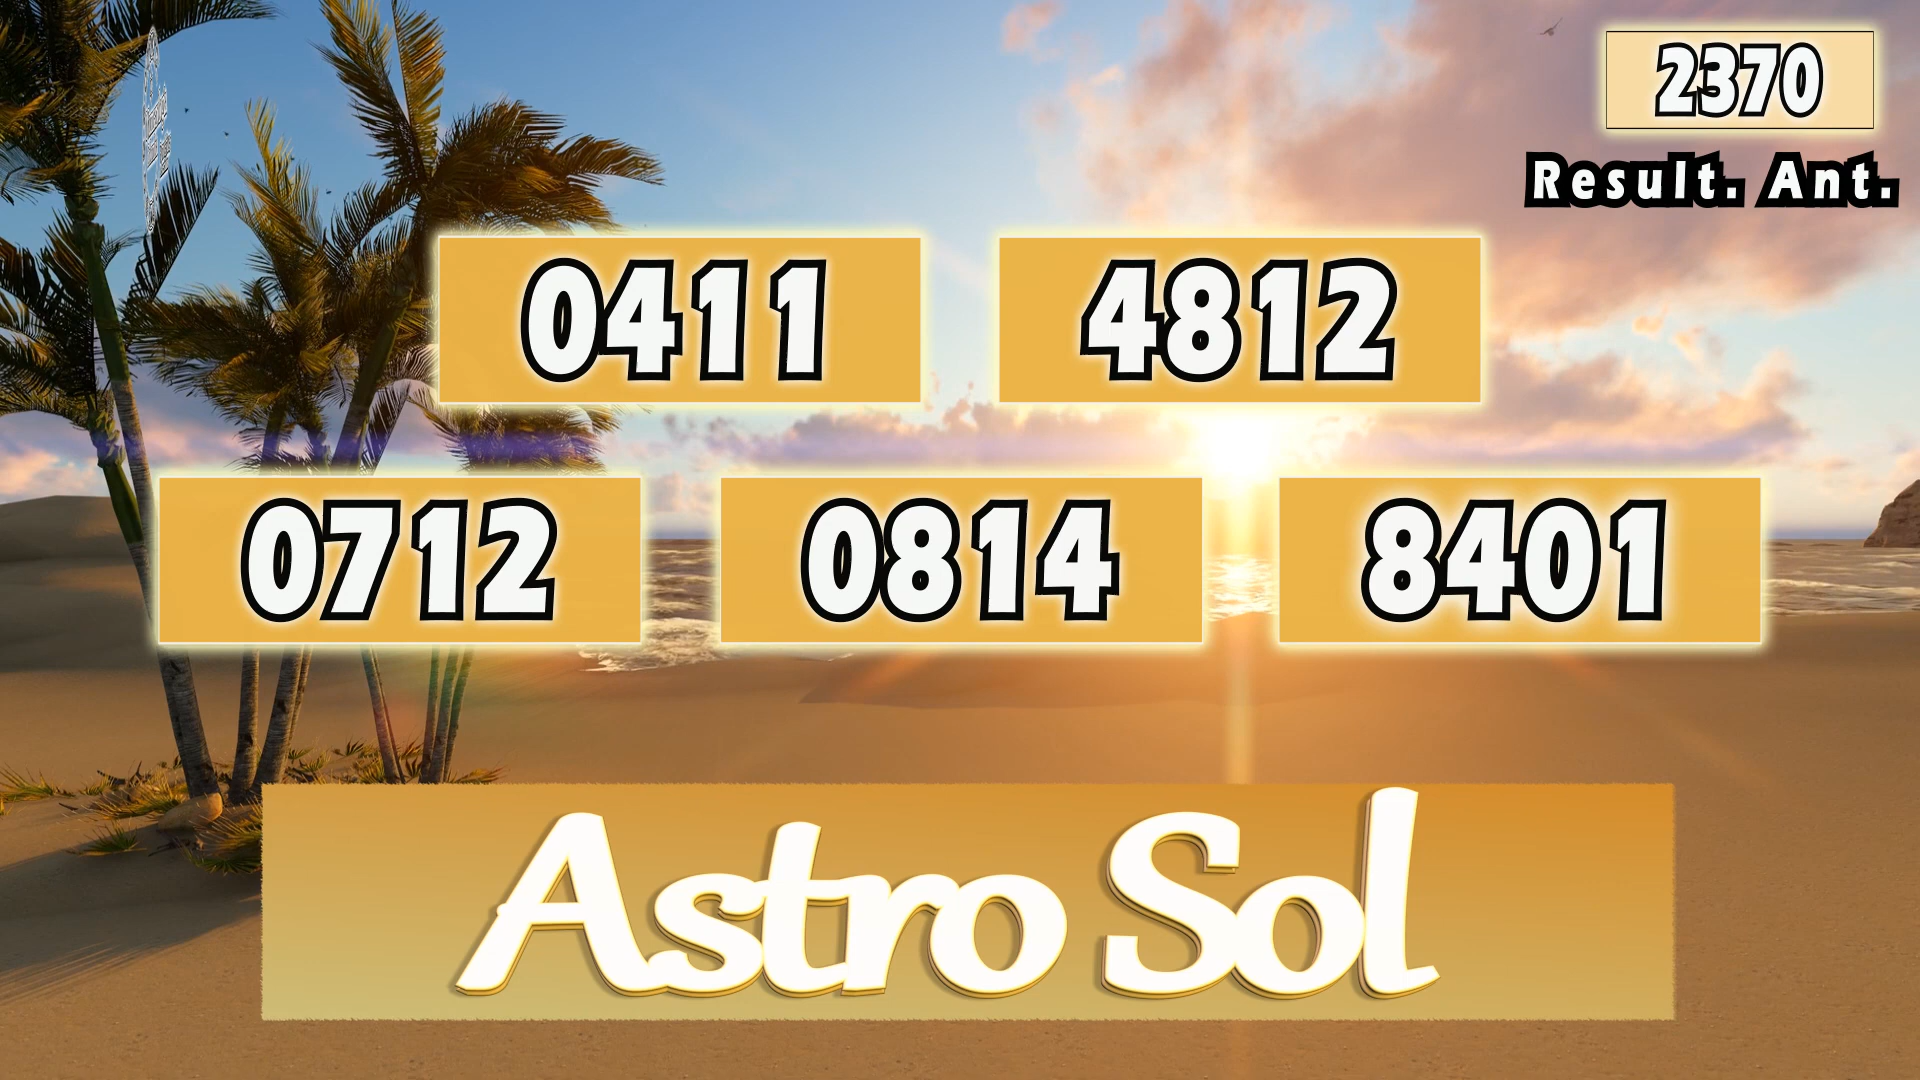 2370
Result. Ant.
0411 4812
0712 0814 8401
Astro Sol